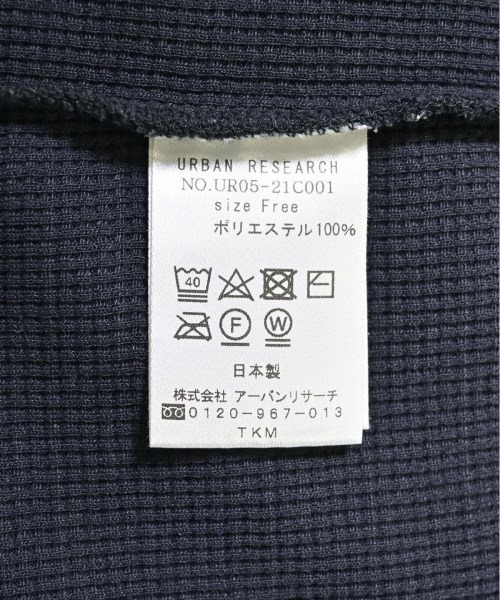 URBAN RESEARCH
NO.UR05-21C001
size Free
ポリエステル100%
40
F
W
日本製
株式会社 アーバンリサーチ
0120-967-013
TKM